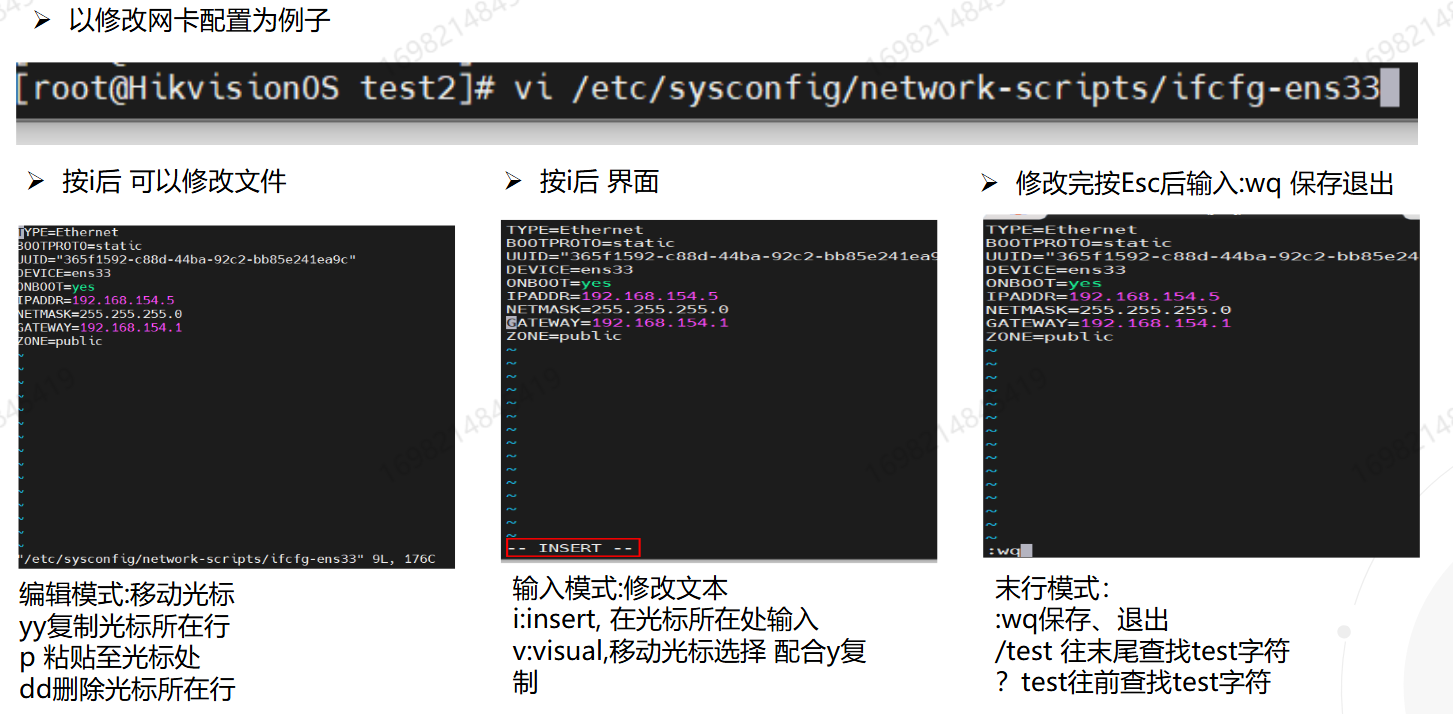 ➢ 以修改网卡配置为例子
[root@HikvisionOS test2]# vi /etc/sysconfig/network-scripts/ifcfg-ens33
➢ 按i后 可以修改文件
TYPE=Ethernet
BOOTPROTO=static
UUID="365f1592-c88d-44ba-92c2-bb85e241ea9c"
DEVICE=ens33
ONBOOT=yes
IPADDR=192.168.154.5
NETMASK=255.255.255.0
GATEWAY=192.168.154.1
ZONE=public
"/etc/sysconfig/network-scripts/ifcfg-ens33" 9L, 176C
编辑模式:移动光标
yy复制光标所在行
p 粘贴至光标处
dd删除光标所在行
➢ 按i后 界面
TYPE=Ethernet
BOOTPROTO=static
UUID="365f1592-c88d-44ba-92c2-bb85e241ea9
DEVICE=ens33
ONBOOT=yes
IPADDR=192.168.154.5
NETMASK=255.255.255.0
GATEWAY=192.168.154.1
ZONE=public
-- INSERT --
输入模式:修改文本
i:insert, 在光标所在处输入
v:visual,移动光标选择 配合y复
制
➢ 修改完按Esc后输入:wq 保存退出
TYPE=Ethernet
BOOTPROTO=static
UUID="365f1592-c88d-44ba-92c2-bb85e24
DEVICE=ens33
ONBOOT=yes
IPADDR=192.168.154.5
NETMASK=255.255.255.0
GATEWAY=192.168.154.1
ZONE=public
:wq
末行模式：
:wq保存、退出
/test 往末尾查找test字符
？test往前查找test字符